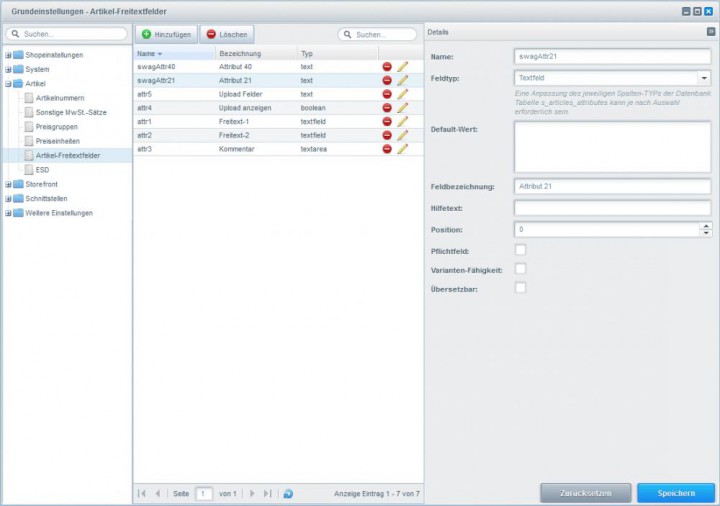 Grundeinstellungen - Artikel-Freitextfelder
Suchen...
Shopeinstellungen
System
Artikel
Artikelnummern
Sonstige MwSt.-Sätze
Preisgruppen
Preiseinheiten
Artikel-Freitextfelder
ESD
Storefront
Schnittstellen
Weitere Einstellungen
Hinzufügen
Löschen
Suchen...
Name Bezeichnung Typ
swagAttr40 Attribut 40 text
swagAttr21 Attribut 21 text
attr5 Upload Felder text
attr4 Upload anzeigen boolean
attr1 Freitext-1 textfield
attr2 Freitext-2 textfield
attr3 Kommentar textarea
Seite 1 von 1
Anzeige Eintrag 1 - 7 von 7
Details
Name: swagAttr21
Feldtyp: Textfeld
Eine Anpassung des jeweiligen Spalten-TYPs der Datenbank
Tabelle s_articles_attributes kann je nach Auswahl
erforderlich sein.
Default-Wert:
Feldbezeichnung: Attribut 21
Hilfetext:
Position: 0
Pflichtfeld:
Varianten-Fähigkeit:
Übersetzbar:
Zurücksetzen
Speichern